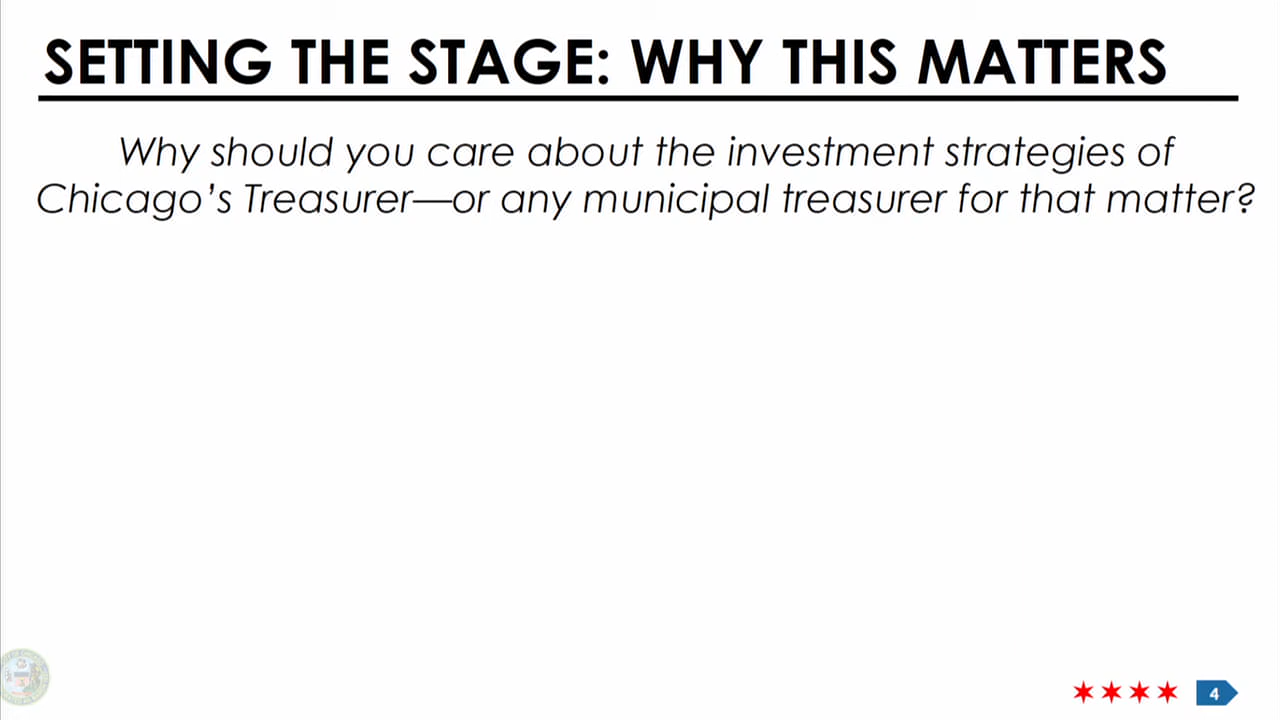 SETTING THE STAGE: WHY THIS MATTERS
Why should you care about the investment strategies of
Chicago's Treasurer—or any municipal treasurer for that matter?
4